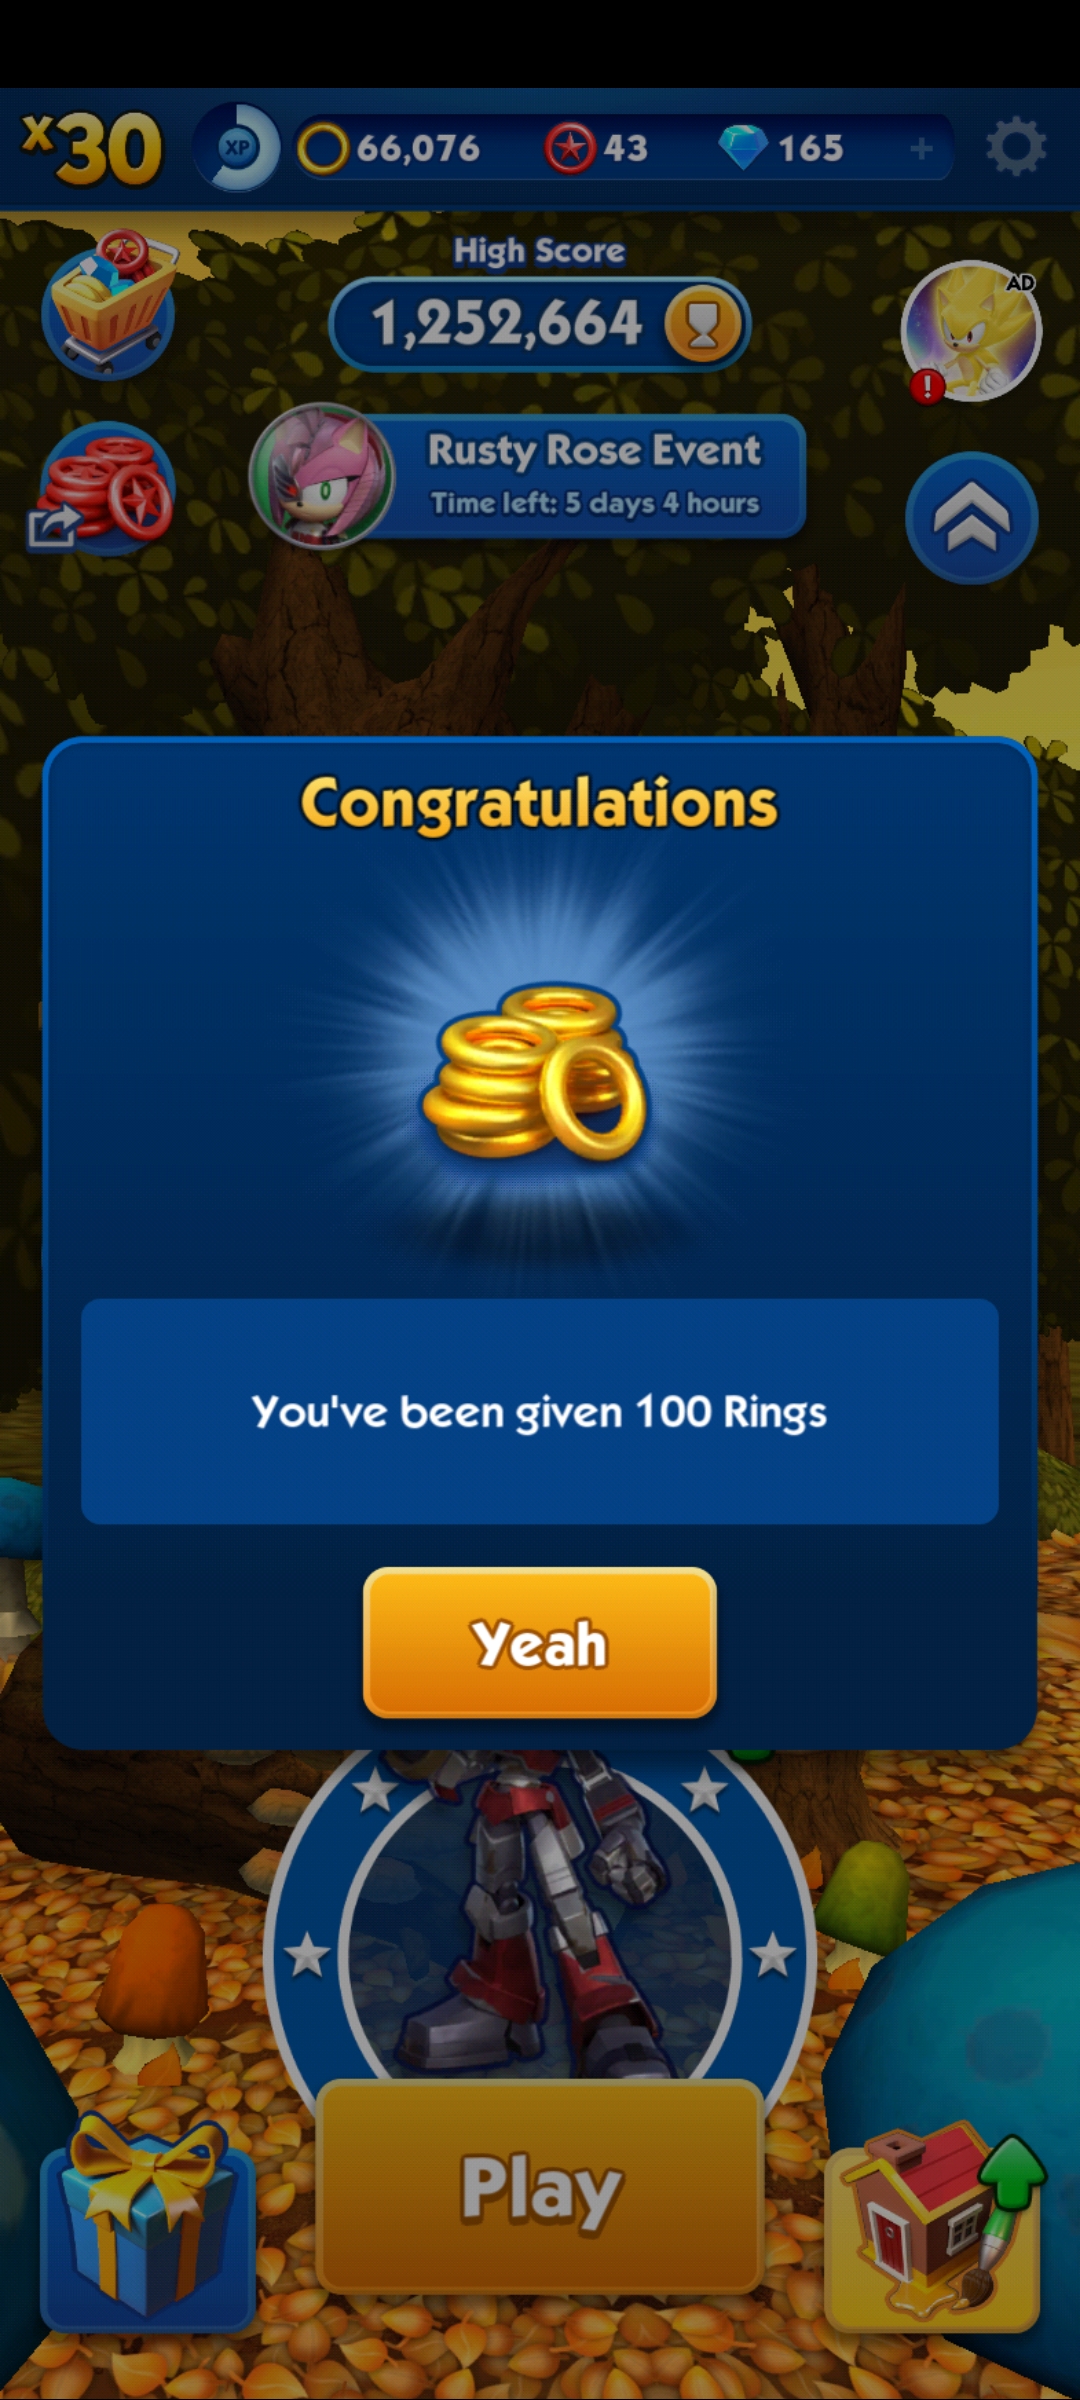 x30
XP
66,076
43
165
+
High Score
1,252,664
AD
!
Rusty Rose Event
Time left: 5 days 4 hours
Congratulations
You've been given 100 Rings
Yeah
Play